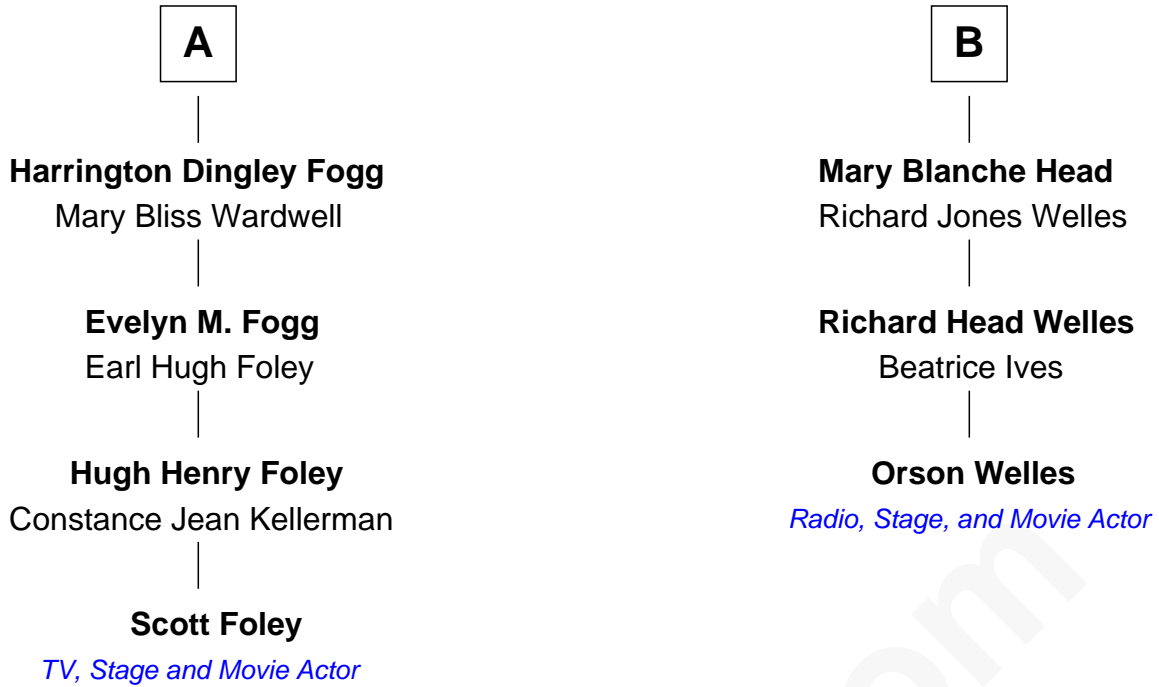 A
Harrington Dingley Fogg
Mary Bliss Wardwell
Evelyn M. Fogg
Earl Hugh Foley
Hugh Henry Foley
Constance Jean Kellerman
Scott Foley
TV, Stage and Movie Actor
B
Mary Blanche Head
Richard Jones Welles
Richard Head Welles
Beatrice Ives
Orson Welles
Radio, Stage, and Movie Actor
om